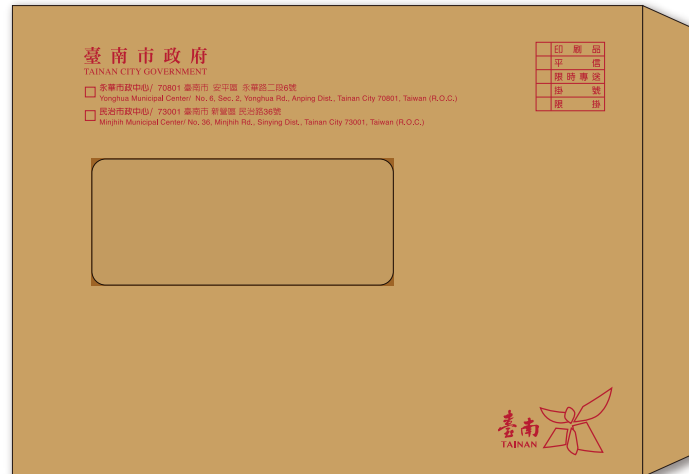 臺南市政府
TAINAN CITY GOVERNMENT
永華市政中心/ 70801 臺南市 安平區 永華路二段6號
Yonghua Municipal Center/ No. 6, Sec. 2, Yonghua Rd., Anping Dist., Tainan City 70801, Taiwan (R.O.C.)
民治市政中心/ 73001 臺南市 新營區 民治路36號
Minjhih Municipal Center/ No. 36, Minjhih Rd., Sinying Dist., Tainan City 73001, Taiwan (R.O.C.)
印刷品
平信
限時專送
掛號
限掛
臺南
TAINAN